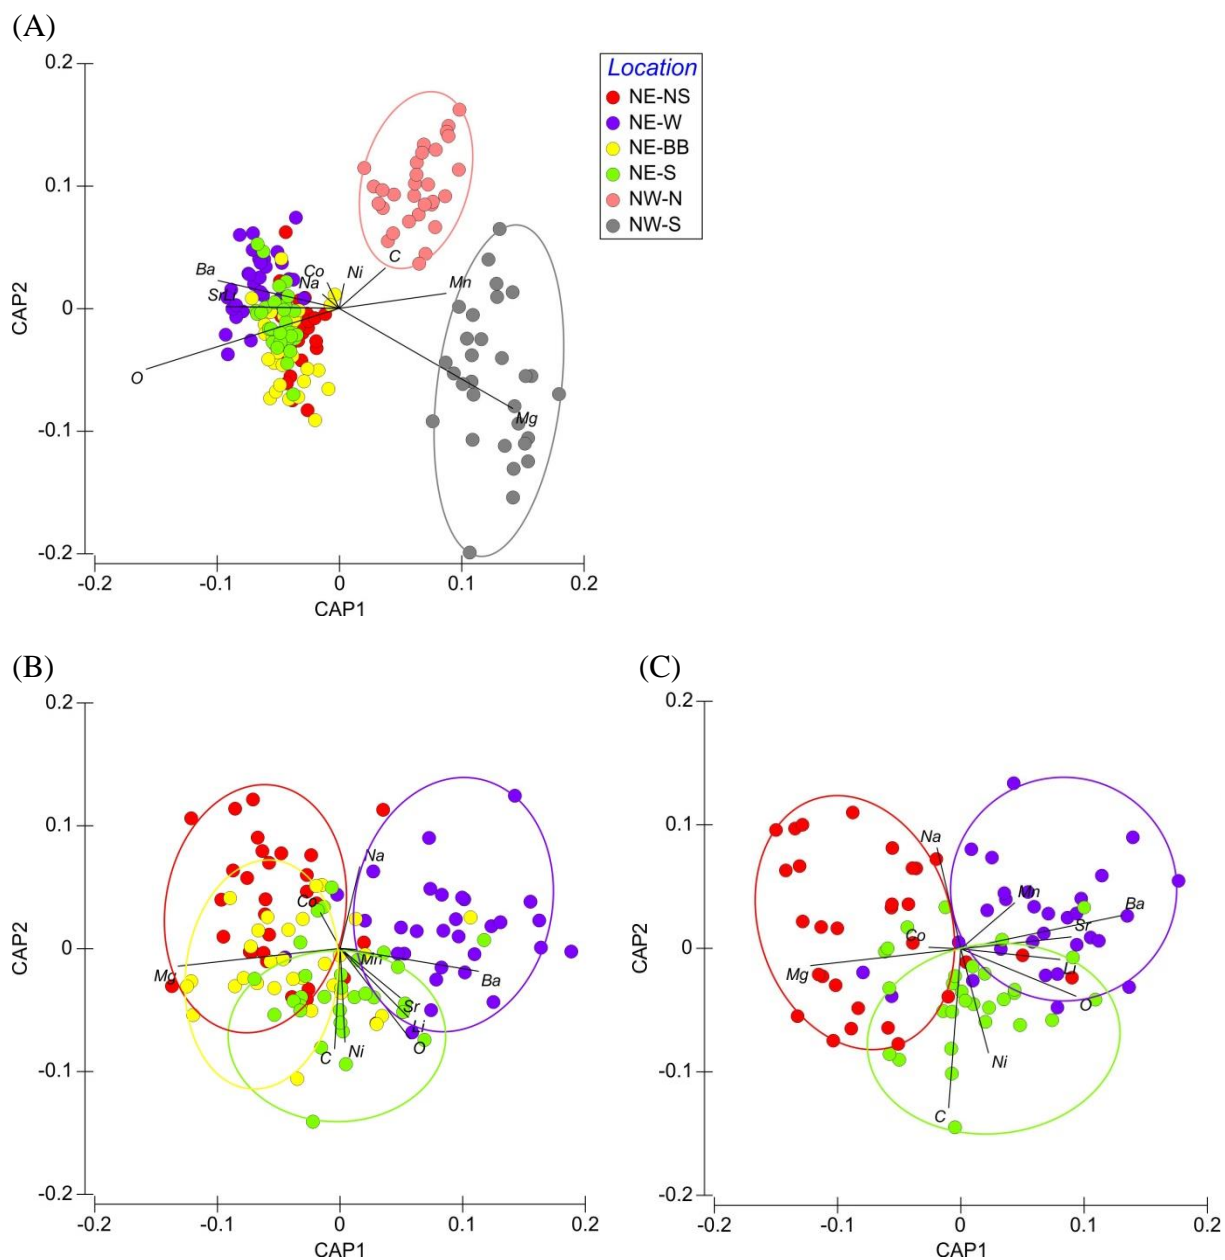 (A)
0.2
0.1
0
-0.1
-0.2
CAP2
-0.2 -0.1 0 0.1 0.2
CAP1
Ba
Co
Ni
C
Na
Mn
Sr
O
Mg
Location
NE-NS
NE-W
NE-BB
NE-S
NW-N
NW-S
(B)
0.2
0.1
0
-0.1
-0.2
CAP2
-0.2 -0.1 0 0.1 0.2
CAP1
Na
Co
Mg
Mn
Ba
Sr
Li
O
C
Ni
(C)
0.2
0.1
0
-0.1
-0.2
CAP2
-0.2 -0.1 0 0.1 0.2
CAP1
Na
Mn
Ba
Sr
Co
Mg
Li
O
Ni
C